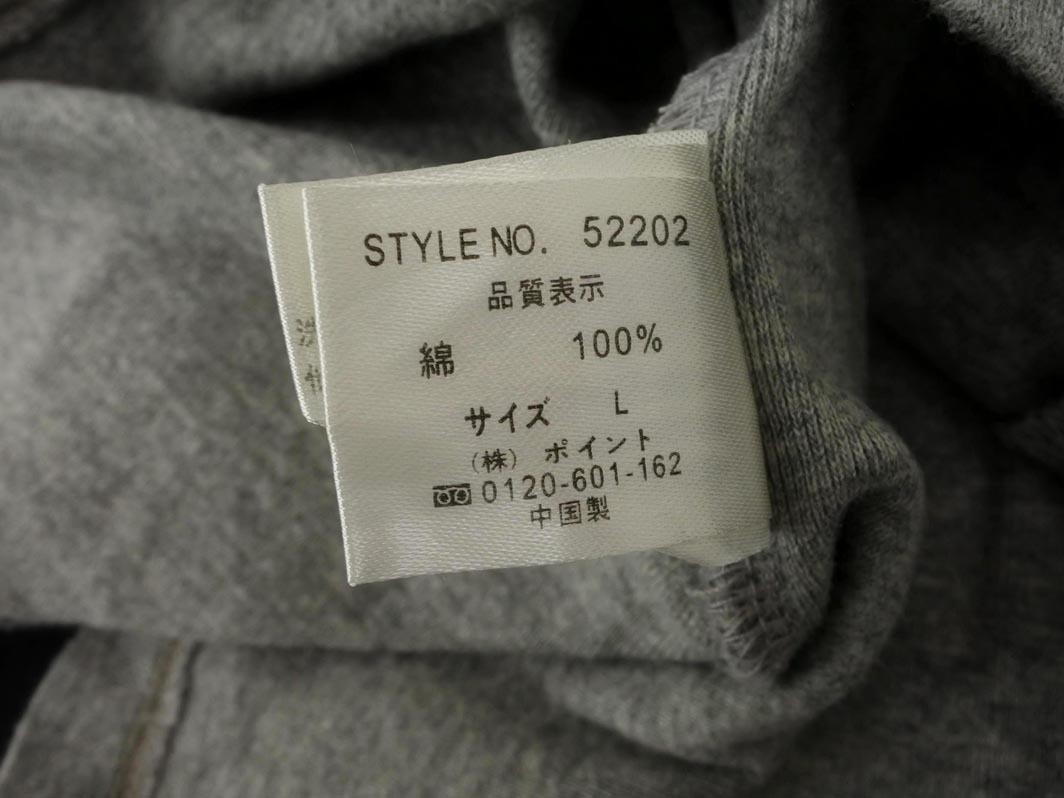 STYLE NO. 52202
品質表示
綿 100%
サイズ L
(株) ポイント
0120-601-162
中国製